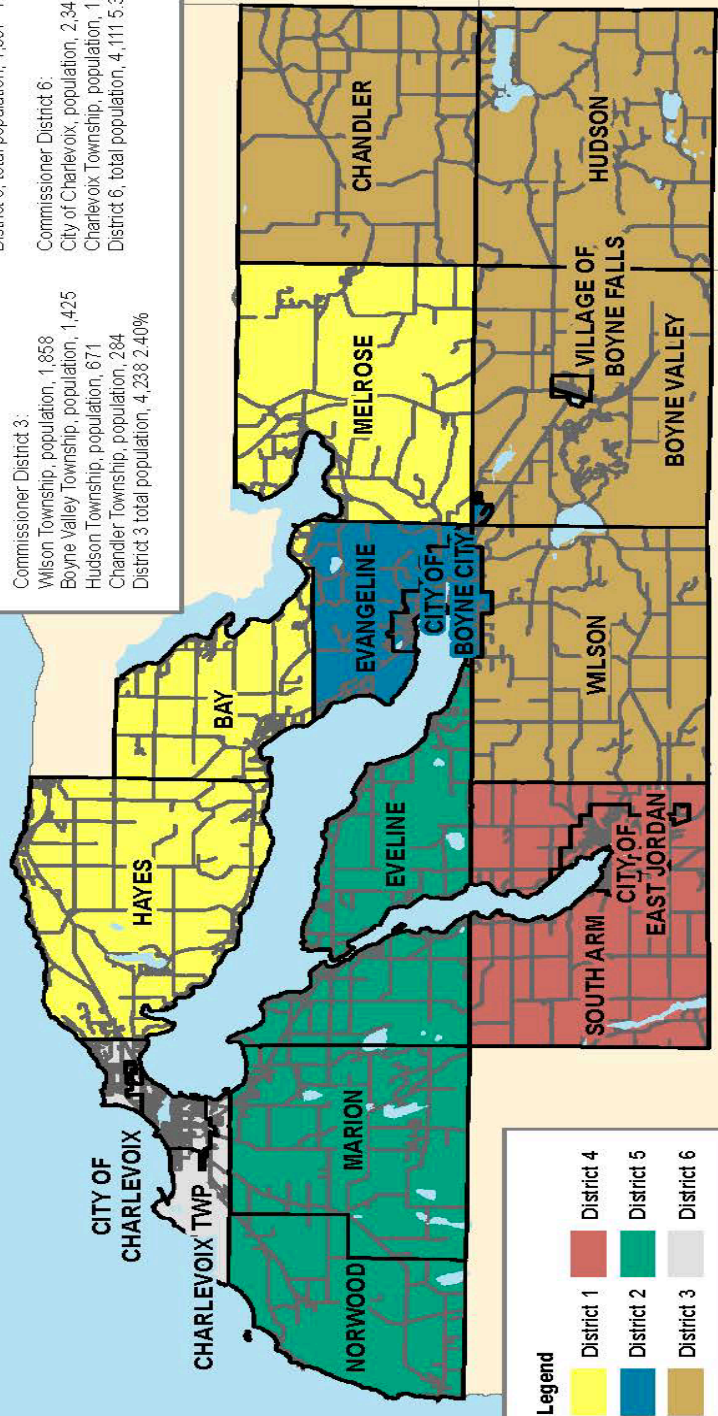 Commissioner District 3:
Wilson Township, population, 1,858
Boyne Valley Township, population, 1,425
Hudson Township, population, 671
Chandler Township, population, 284
District 3 total population, 4,238 2.40%
Commissioner District 6:
City of Charlevoix, population, 2,34
Charlevoix Township, population, 1
District 6, total population, 4,111 5.3
CHANDLER
HUDSON
MELROSE
VILLAGE OF
BOYNE FALLS
BOYNE VALLEY
EVANGELINE
CITY OF
BOYNE CITY
BAY
WILSON
HAYES
EVELINE
CITY OF
EAST JORDAN
SOUTH ARM
CITY OF
CHARLEVOIX
CHARLEVOIX TWP
MARION
NORWOOD
Legend
District 1
District 2
District 3
District 4
District 5
District 6